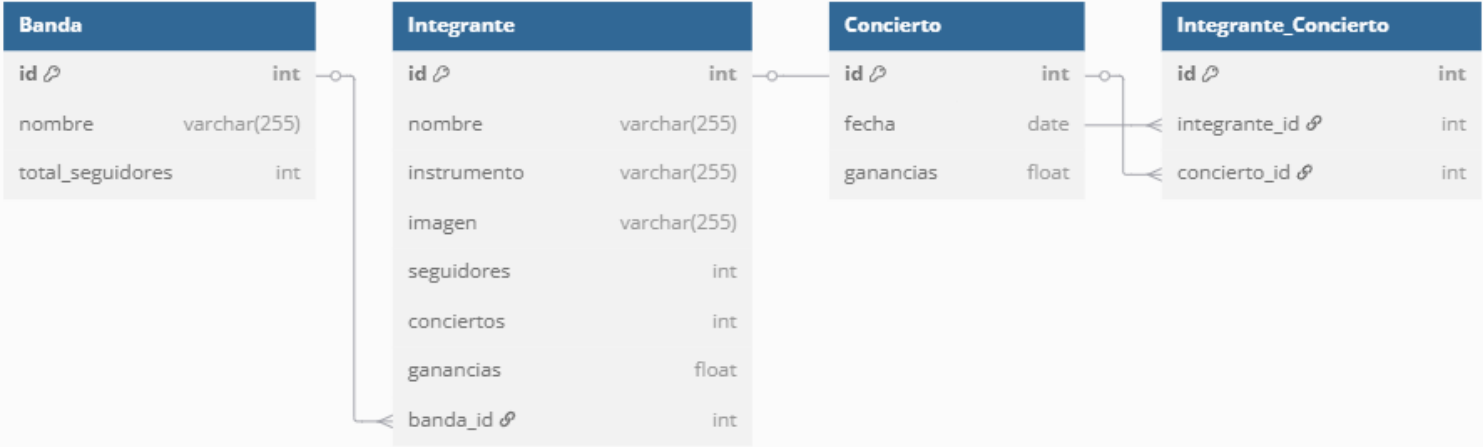 Banda
id int
nombre varchar(255)
total_seguidores int
Integrante
id int
nombre varchar(255)
instrumento varchar(255)
imagen varchar(255)
seguidores int
conciertos int
ganancias float
banda_id int
Concierto
id int
fecha date
ganancias float
Integrante_Concierto
id int
integrante_id int
concierto_id int